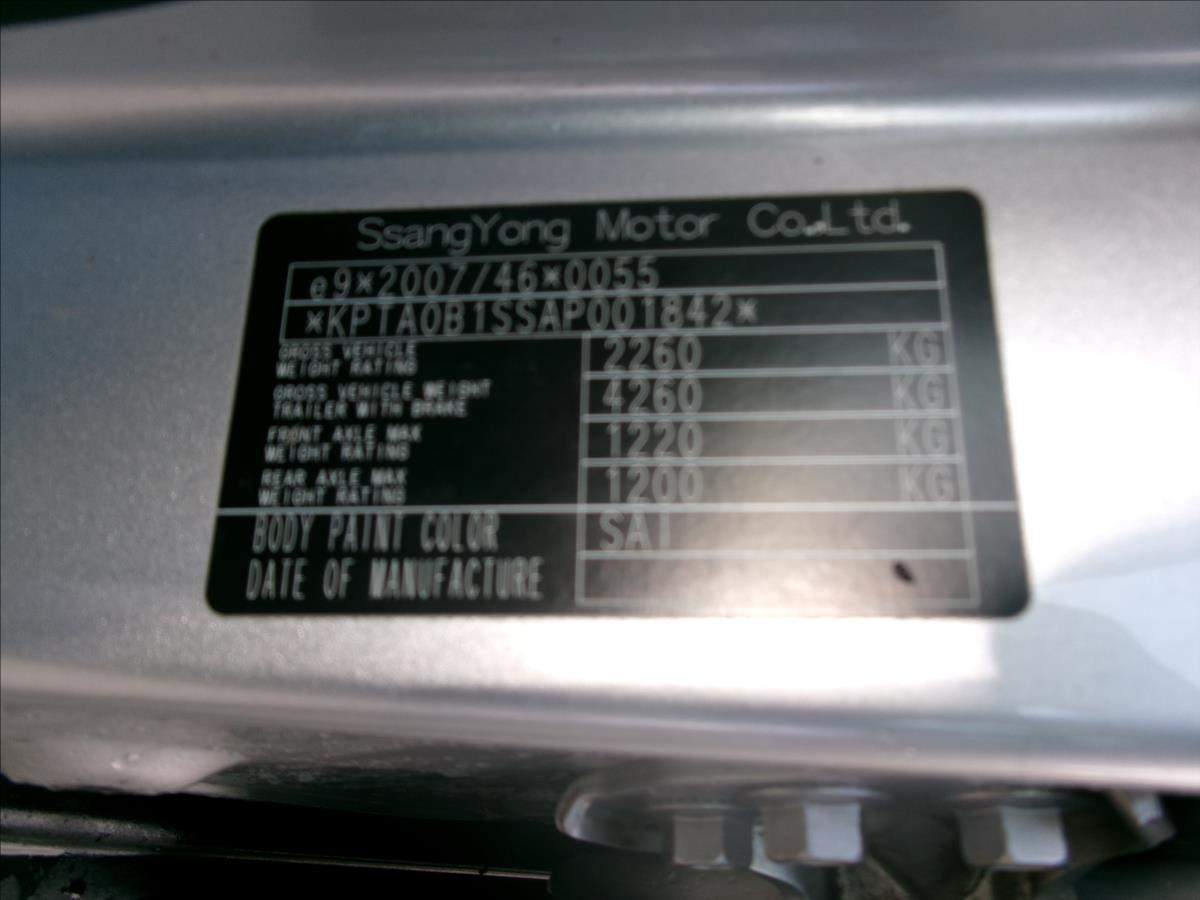 SsangYong Motor Co.Ltd.
e9*2007/46*0055
*KPTA0B1SSAP001842*
GROSS VEHICLE
WEIGHT RATING
2260 KG
GROSS VEHICLE WEIGHT
TRAILER WITH BRAKE
4260 KG
FRONT AXLE MAX
WEIGHT RATING
1220 KG
REAR AXLE MAX
WEIGHT RATING
1200 KG
BODY PAINT COLOR SAI
DATE OF MANUFACTURE